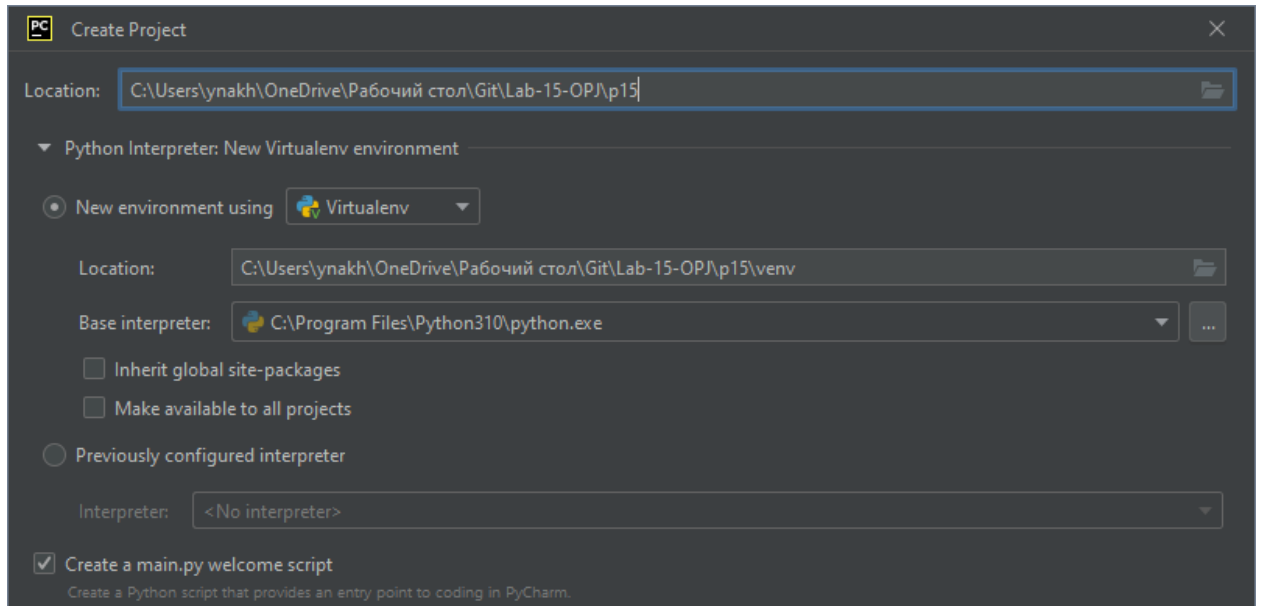 PC Create Project
Location: C:\Users\ynakh\OneDrive\Рабочий стол\Git\Lab-15-OPJ\p15
Python Interpreter: New Virtualenv environment
New environment using Virtualenv
Location: C:\Users\ynakh\OneDrive\Рабочий стол\Git\Lab-15-OPJ\p15\venv
Base interpreter: C:\Program Files\Python310\python.exe ...
Inherit global site-packages
Make available to all projects
Previously configured interpreter
Interpreter: <No interpreter>
Create a main.py welcome script
Create a Python script that provides an entry point to coding in PyCharm.